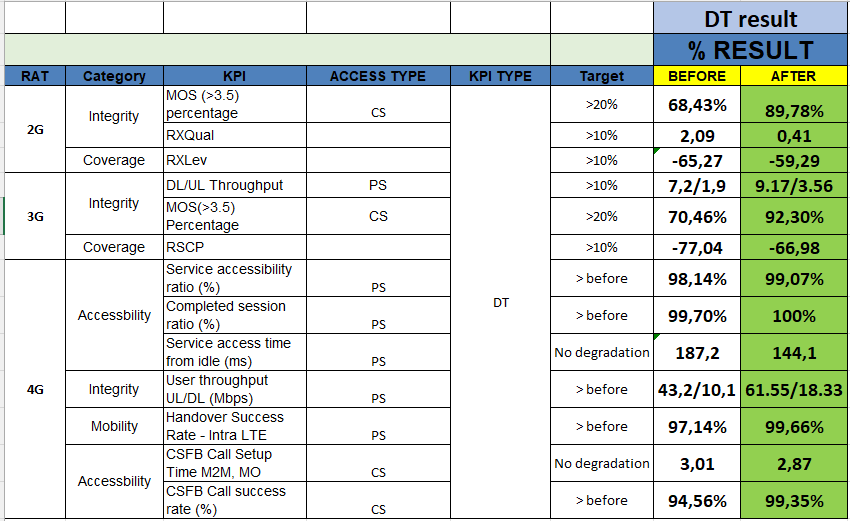 DT result
% RESULT
RAT Category KPI ACCESS TYPE KPI TYPE Target BEFORE AFTER
2G Integrity MOS (>3.5) percentage CS DT >20% 68,43% 89,78%
RXQual >10% 2,09 0,41
Coverage RXLev >10% -65,27 -59,29
3G Integrity DL/UL Throughput PS >10% 7,2/1,9 9.17/3.56
MOS(>3.5) Percentage CS >20% 70,46% 92,30%
Coverage RSCP >10% -77,04 -66,98
4G Accessbility Service accessibility ratio (%) PS > before 98,14% 99,07%
Completed session ratio (%) PS > before 99,70% 100%
Service access time from idle (ms) PS No degradation 187,2 144,1
Integrity User throughput UL/DL (Mbps) PS > before 43,2/10,1 61.55/18.33
Mobility Handover Success Rate - Intra LTE PS > before 97,14% 99,66%
Accessbility CSFB Call Setup Time M2M, MO CS No degradation 3,01 2,87
CSFB Call success rate (%) CS > before 94,56% 99,35%